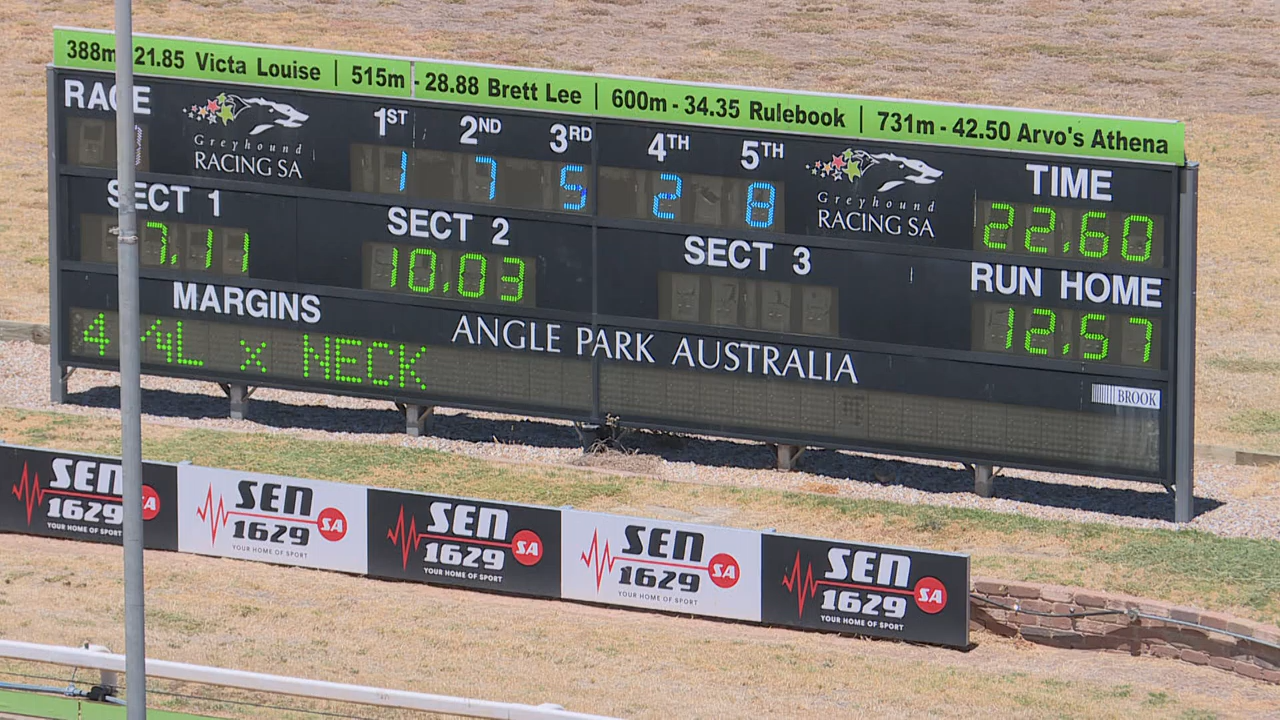 388m 21.85 Victa Louise | 515m - 28.88 Brett Lee | 600m - 34.35 Rulebook | 731m - 42.50 Arvo's Athena
RACE
Greyhound
RACING SA
1ST 2ND 3RD 4TH 5TH
1 7 5 2 8
Greyhound
RACING SA
TIME
22.60
SECT 1
7.11
SECT 2
10.03
SECT 3
RUN HOME
12.57
MARGINS
4 L x NECK
ANGLE PARK AUSTRALIA
BROOK
SEN
1629 SA
YOUR HOME OF SPORT
SEN
1629 SA
YOUR HOME OF SPORT
SEN
1629 SA
YOUR HOME OF SPORT
SEN
1629 SA
YOUR HOME OF SPORT
SEN
1629 SA
YOUR HOME OF SPORT